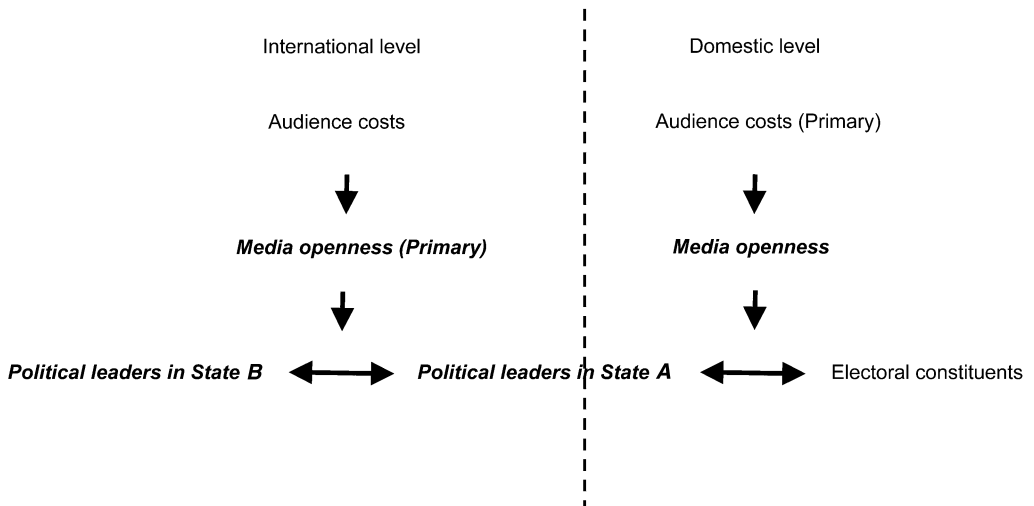 International level
Domestic level
Audience costs
Audience costs (Primary)
Media openness (Primary)
Media openness
Political leaders in State B
Political leaders in State A
Electoral constituents